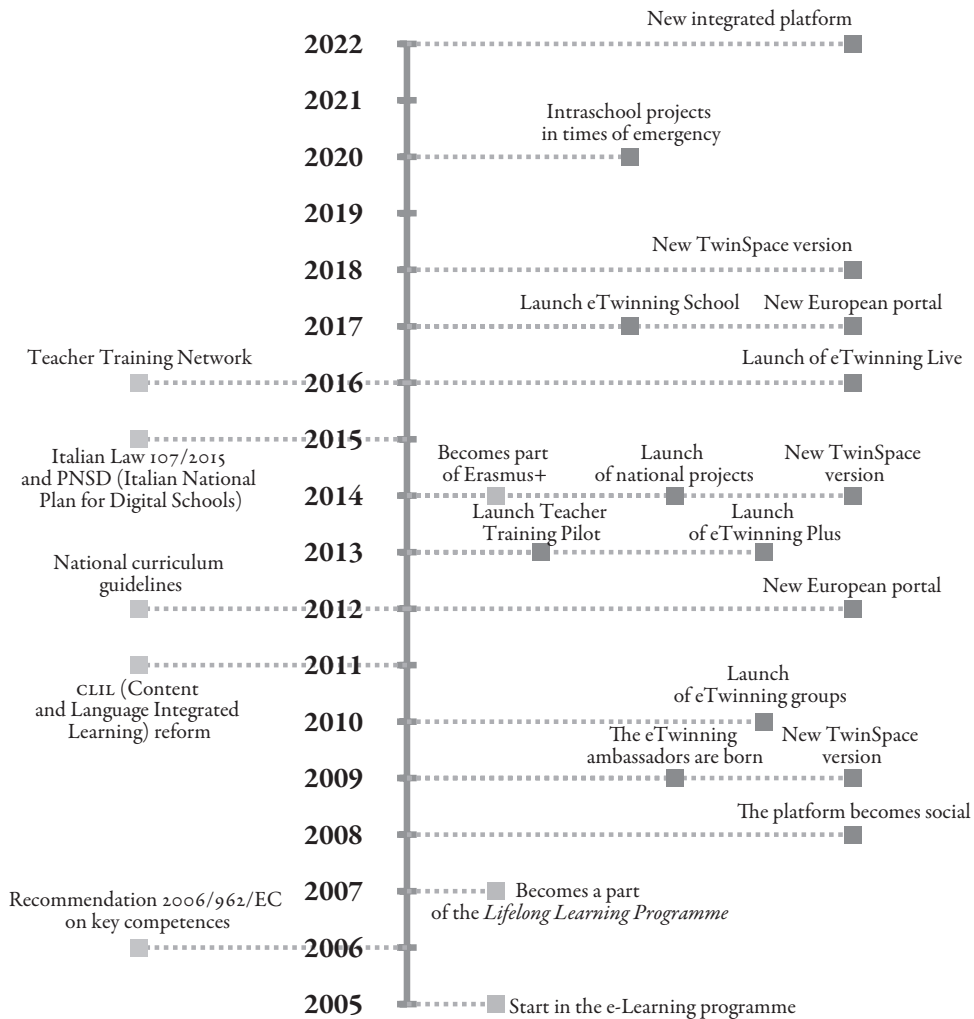 New integrated platform
2022
2021
Intraschool projects
in times of emergency
2020
2019
New TwinSpace version
2018
Launch eTwinning School New European portal
2017
Teacher Training Network
Launch of eTwinning Live
2016
2015
Italian Law 107/2015
and PNSD (Italian National
Plan for Digital Schools)
Becomes part
of Erasmus+
Launch
of national projects
New TwinSpace
version
2014
Launch Teacher
Training Pilot
Launch
of eTwinning Plus
2013
National curriculum
guidelines
New European portal
2012
2011
CLIL (Content
and Language Integrated
Learning) reform
Launch
of eTwinning groups
2010
The eTwinning
ambassadors are born
New TwinSpace
version
2009
The platform becomes social
2008
2007
Becomes a part
of the Lifelong Learning Programme
Recommendation 2006/962/EC
on key competences
2006
2005
Start in the e-Learning programme